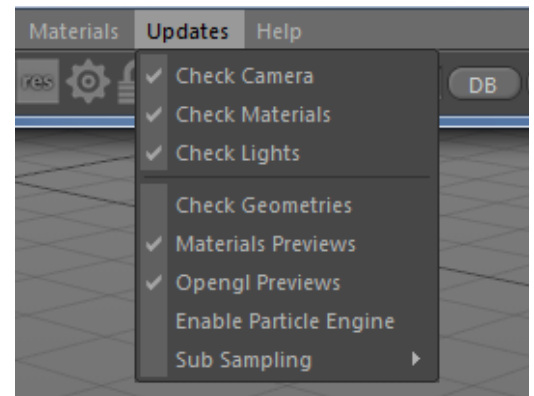 Materials Updates Help
res
DB
Check Camera
Check Materials
Check Lights
Check Geometries
Materials Previews
Opengl Previews
Enable Particle Engine
Sub Sampling